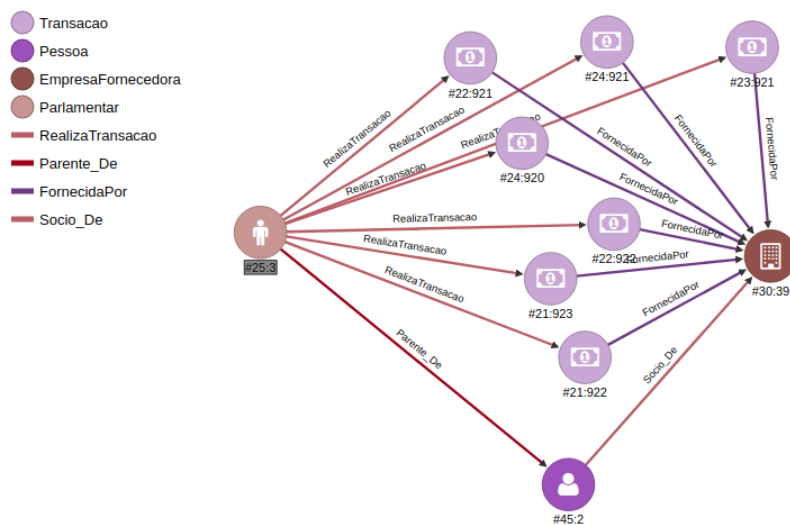 Transacao
Pessoa
EmpresaFornecedora
Parlamentar
RealizaTransacao
Parente_De
FornecidaPor
Socio_De
#22:921
#24:921
#23:921
#24:920
#22:922
#21:923
#21:922
#25:3
#30:39
#45:2
RealizaTransacao
RealizaTransacao
RealizaTransacao
RealizaTransacao
RealizaTransacao
RealizaTransacao
RealizaTransacao
Parente_De
FornecidaPor
FornecidaPor
FornecidaPor
FornecidaPor
FornecidaPor
FornecidaPor
FornecidaPor
Socio_De